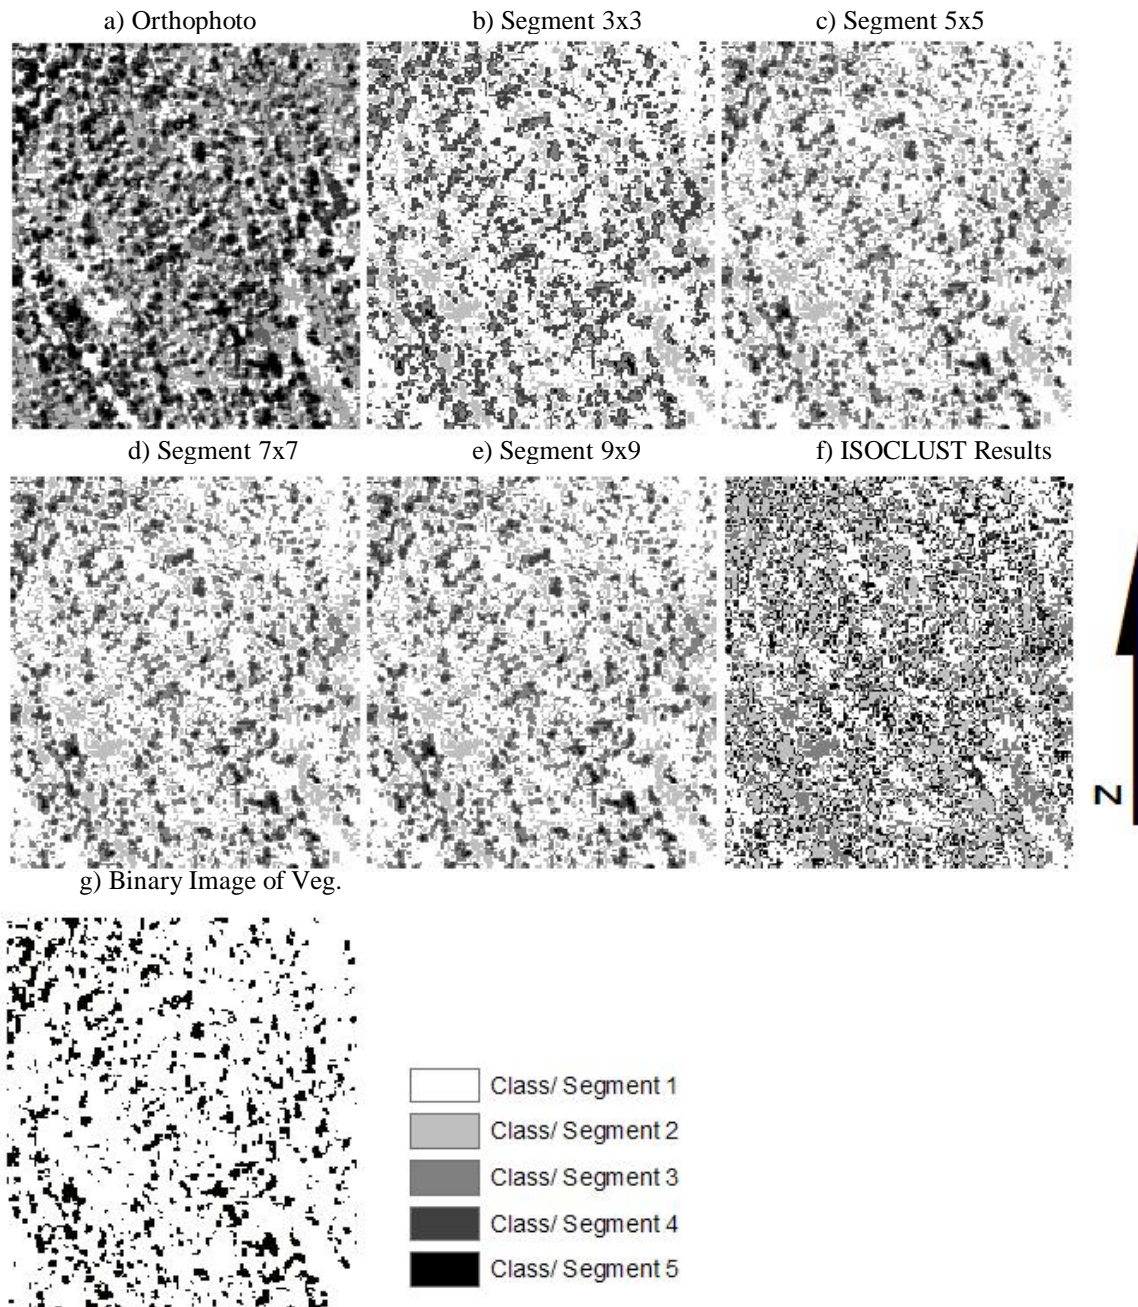 a) Orthophoto
b) Segment 3x3
c) Segment 5x5
d) Segment 7x7
e) Segment 9x9
f) ISOCLUST Results
N
g) Binary Image of Veg.
Class/ Segment 1
Class/ Segment 2
Class/ Segment 3
Class/ Segment 4
Class/ Segment 5